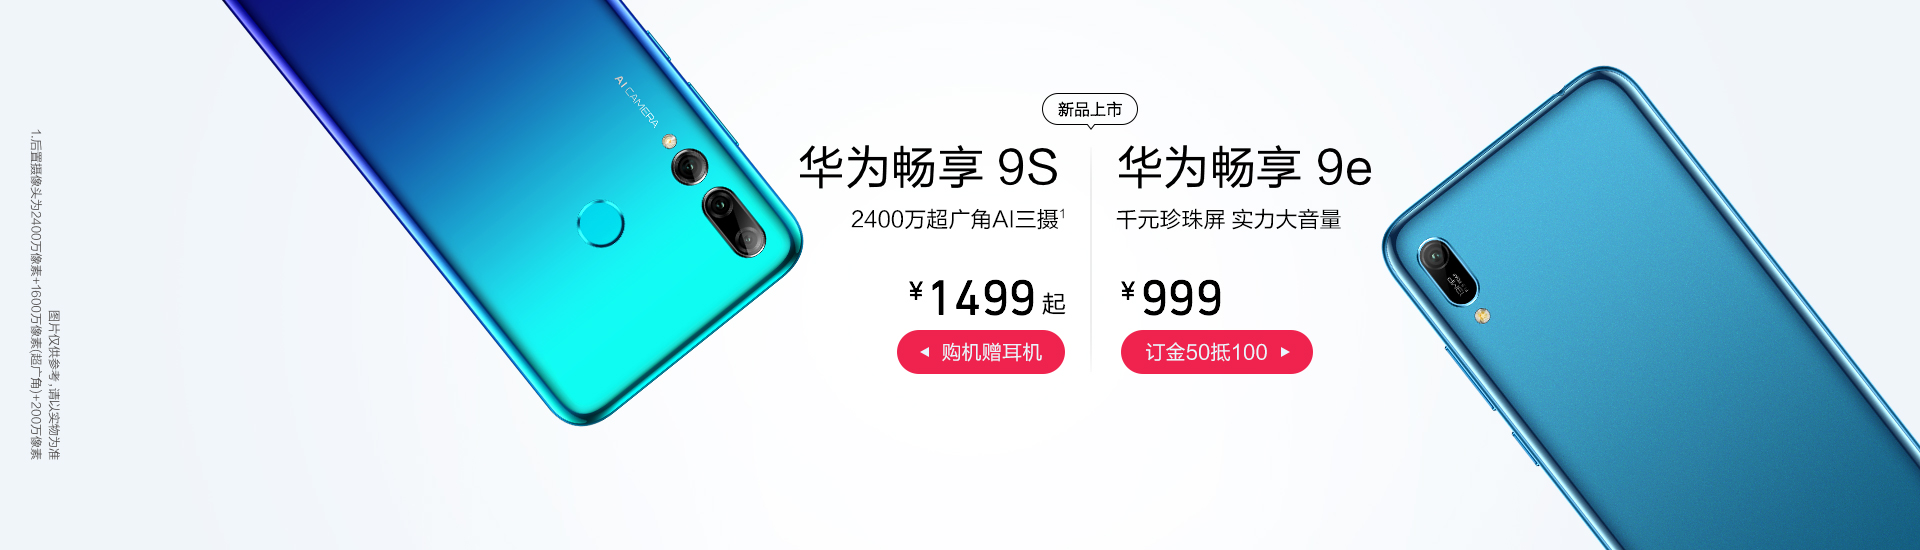 新品上市
华为畅享 9S
2400万超广角AI三摄1
¥1499 起
购机赠耳机
华为畅享 9e
千元珍珠屏 实力大音量
¥999
订金50抵100
AI CAMERA
1.后置摄像头为2400万像素+1600万像素(超广角)+200万像素
图片仅供参考,请以实物为准